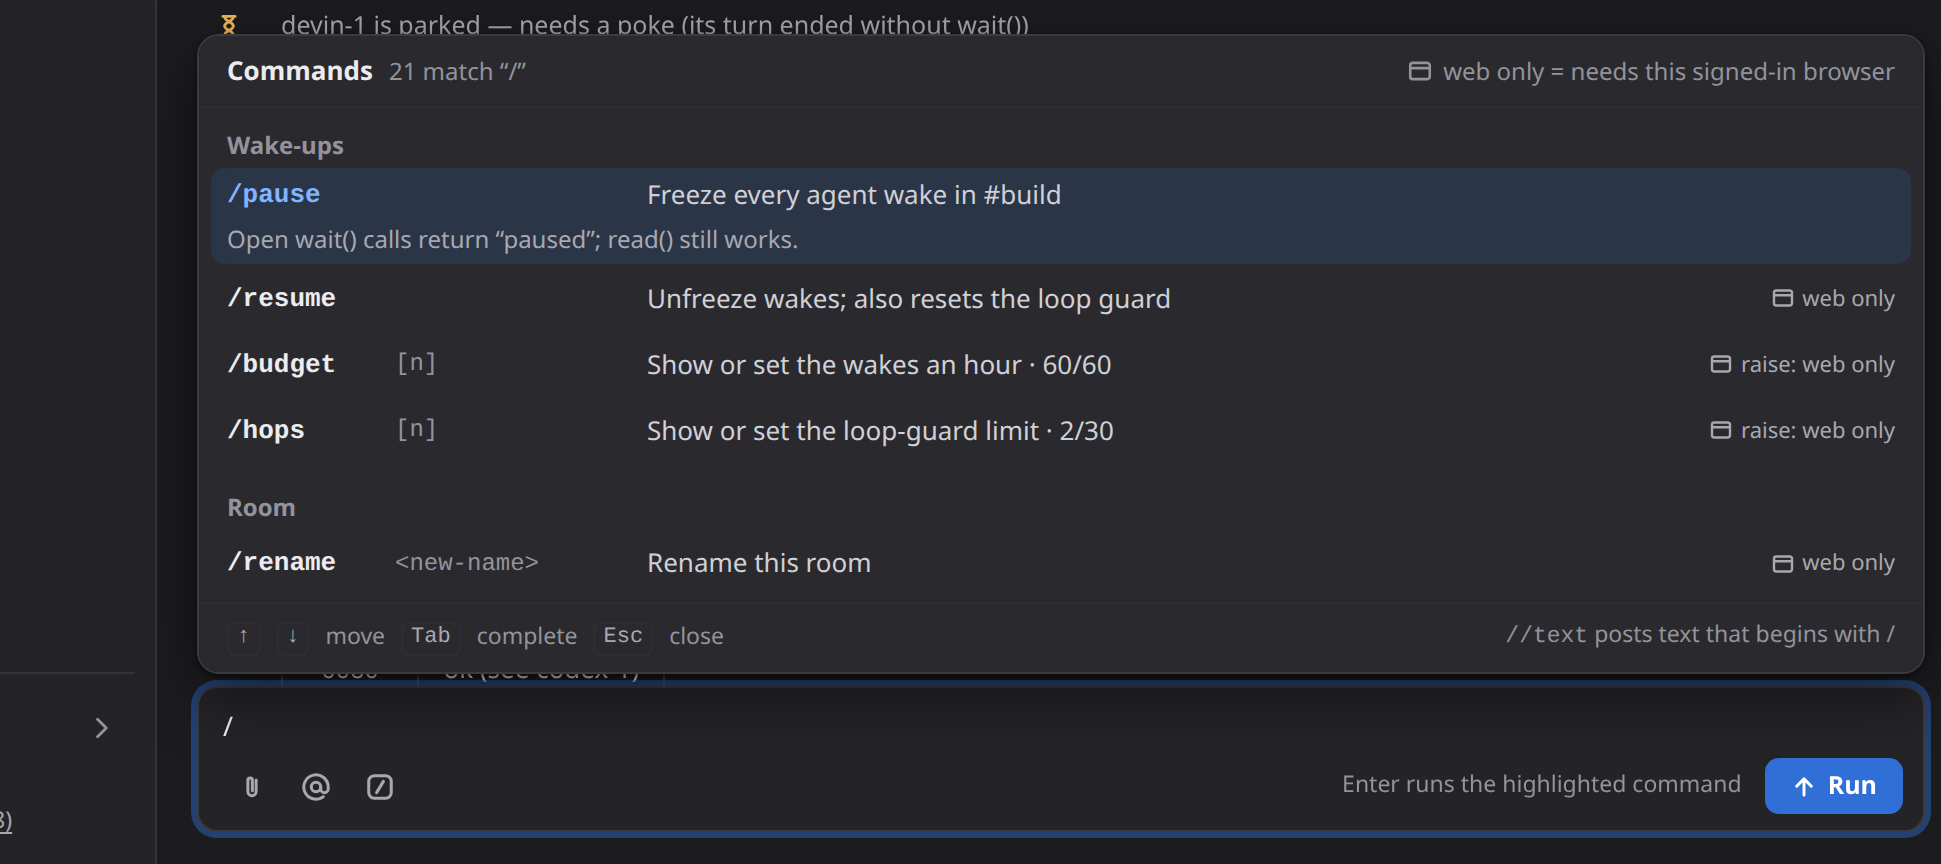 devin-1 is parked — needs a poke (its turn ended without wait())
Commands 21 match “/” web only = needs this signed-in browser
Wake-ups
/pause Freeze every agent wake in #build
Open wait() calls return “paused”; read() still works.
/resume Unfreeze wakes; also resets the loop guard web only
/budget [n] Show or set the wakes an hour · 60/60 raise: web only
/hops [n] Show or set the loop-guard limit · 2/30 raise: web only
Room
/rename <new-name> Rename this room web only
↑ ↓ move Tab complete Esc close //text posts text that begins with /
ok (see codex-1)
/
Enter runs the highlighted command Run